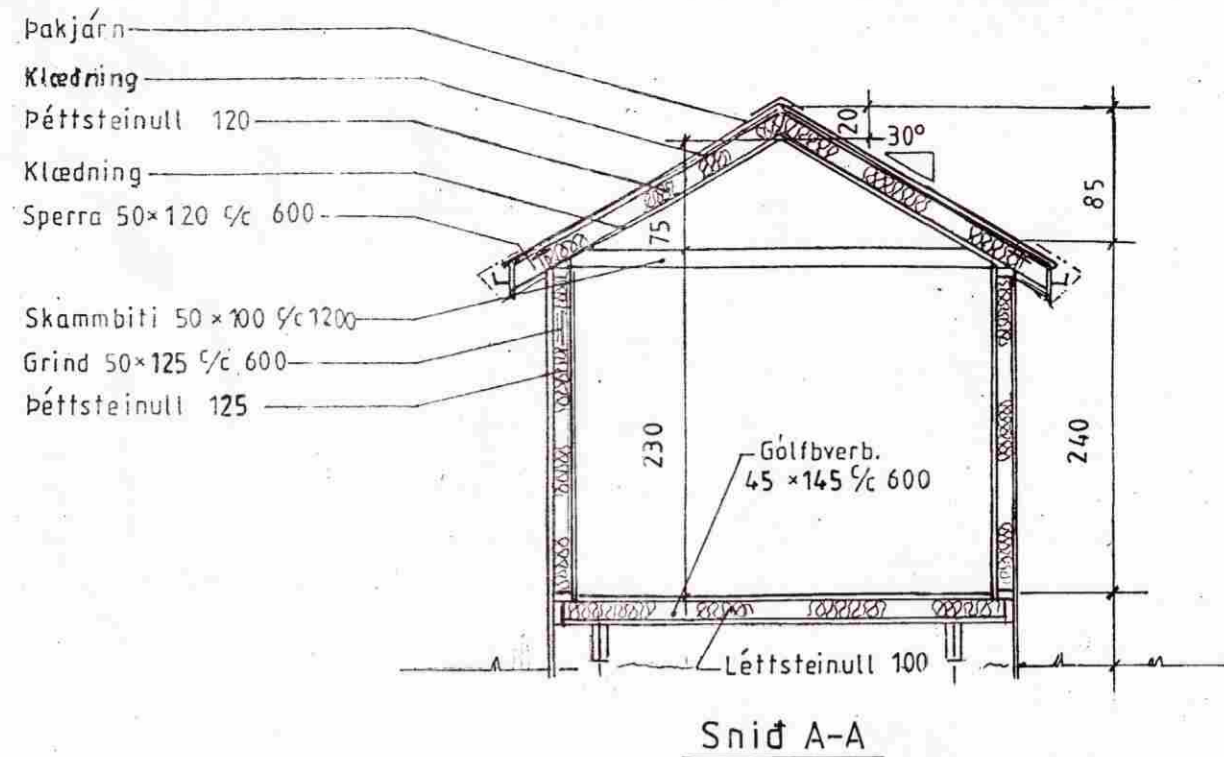 Þakjárn
Klæðning
Þéttsteinull 120
Klæðning
Sperra 50×120 c/c 600
Skammbiti 50×100 c/c 1200
Grind 50×125 c/c 600
Þéttsteinull 125
20
30°
85
75
230
240
Gólfbverb.
45×145 c/c 600
Léttsteinull 100
Snið A-A